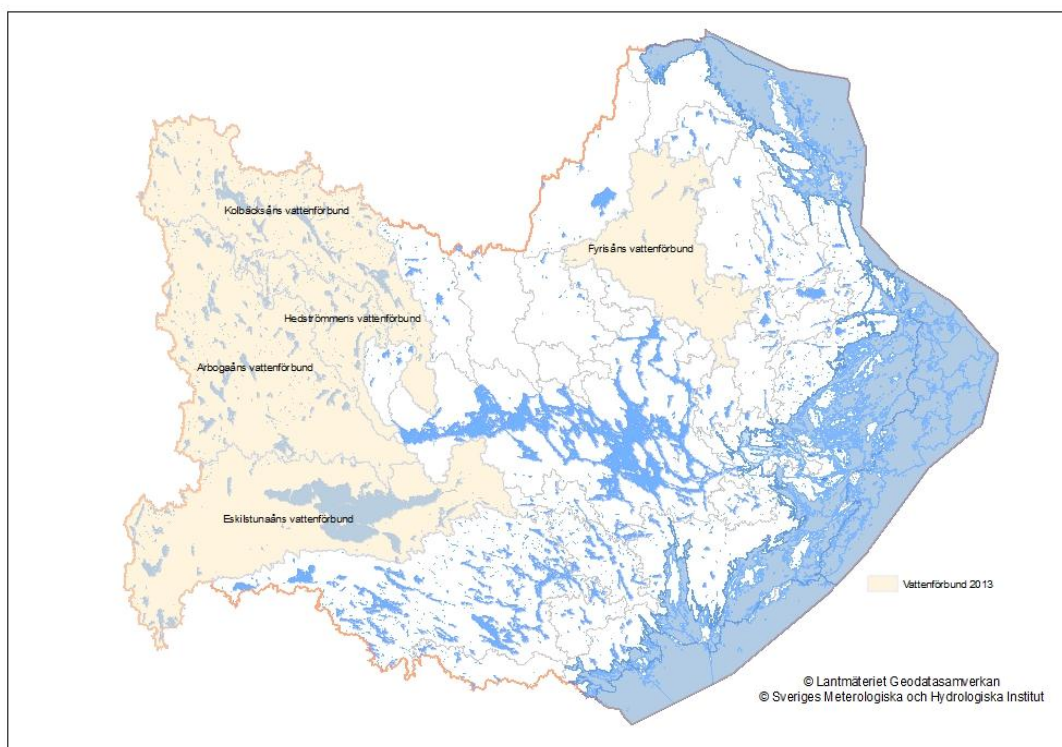 Kolbäcksåns vattenförbund
Fyrisåns vattenförbund
Hedströmmens vattenförbund
Arbogaåns vattenförbund
Eskilstunaåns vattenförbund
Vattenförbund 2013
© Lantmäteriet Geodatasamverkan
© Sveriges Meterologiska och Hydrologiska Institut